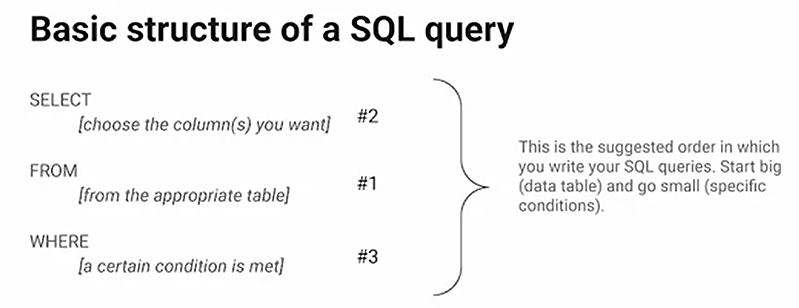 Basic structure of a SQL query
SELECT
[choose the column(s) you want] #2
FROM
[from the appropriate table] #1
WHERE
[a certain condition is met] #3
This is the suggested order in which
you write your SQL queries. Start big
(data table) and go small (specific
conditions).